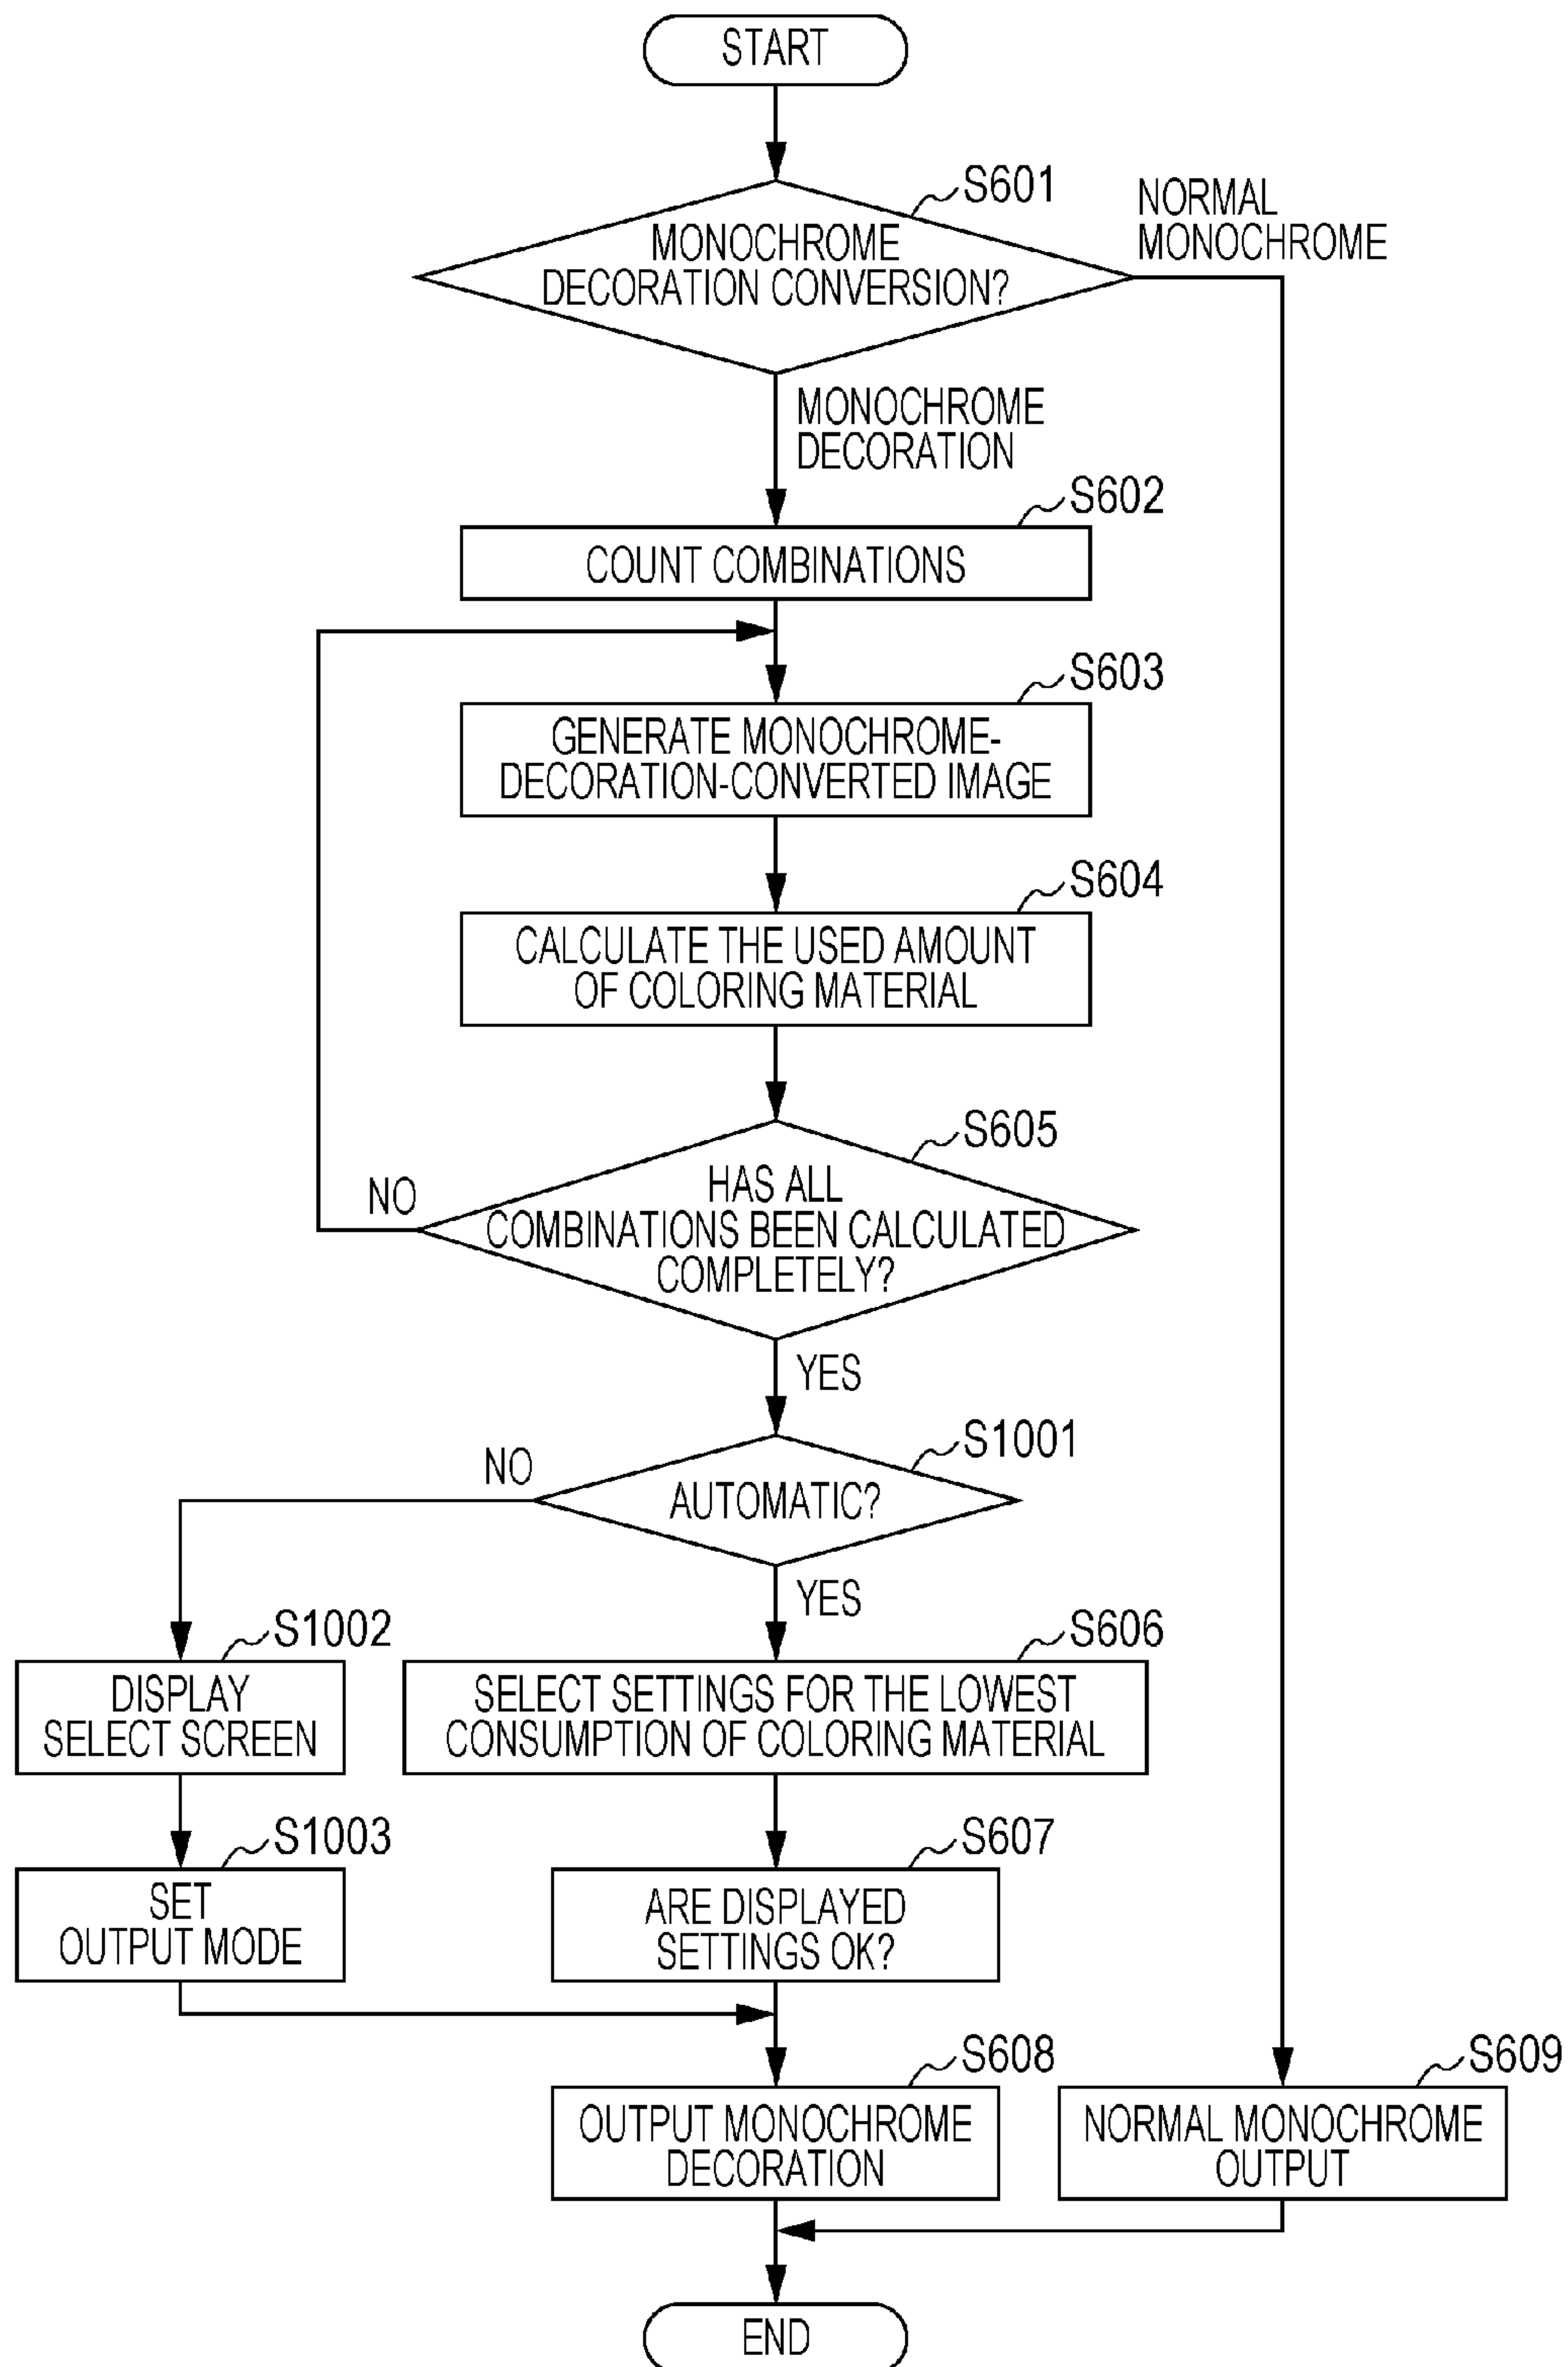 START
S601
NORMAL
MONOCHROME
MONOCHROME
DECORATION CONVERSION?
MONOCHROME
DECORATION
S602
COUNT COMBINATIONS
S603
GENERATE MONOCHROME-
DECORATION-CONVERTED IMAGE
S604
CALCULATE THE USED AMOUNT
OF COLORING MATERIAL
S605
NO
HAS ALL
COMBINATIONS BEEN CALCULATED
COMPLETELY?
YES
S1001
NO
AUTOMATIC?
YES
S1002
S606
DISPLAY
SELECT SCREEN
SELECT SETTINGS FOR THE LOWEST
CONSUMPTION OF COLORING MATERIAL
S1003
S607
SET
OUTPUT MODE
ARE DISPLAYED
SETTINGS OK?
S608
S609
OUTPUT MONOCHROME
DECORATION
NORMAL MONOCHROME
OUTPUT
END